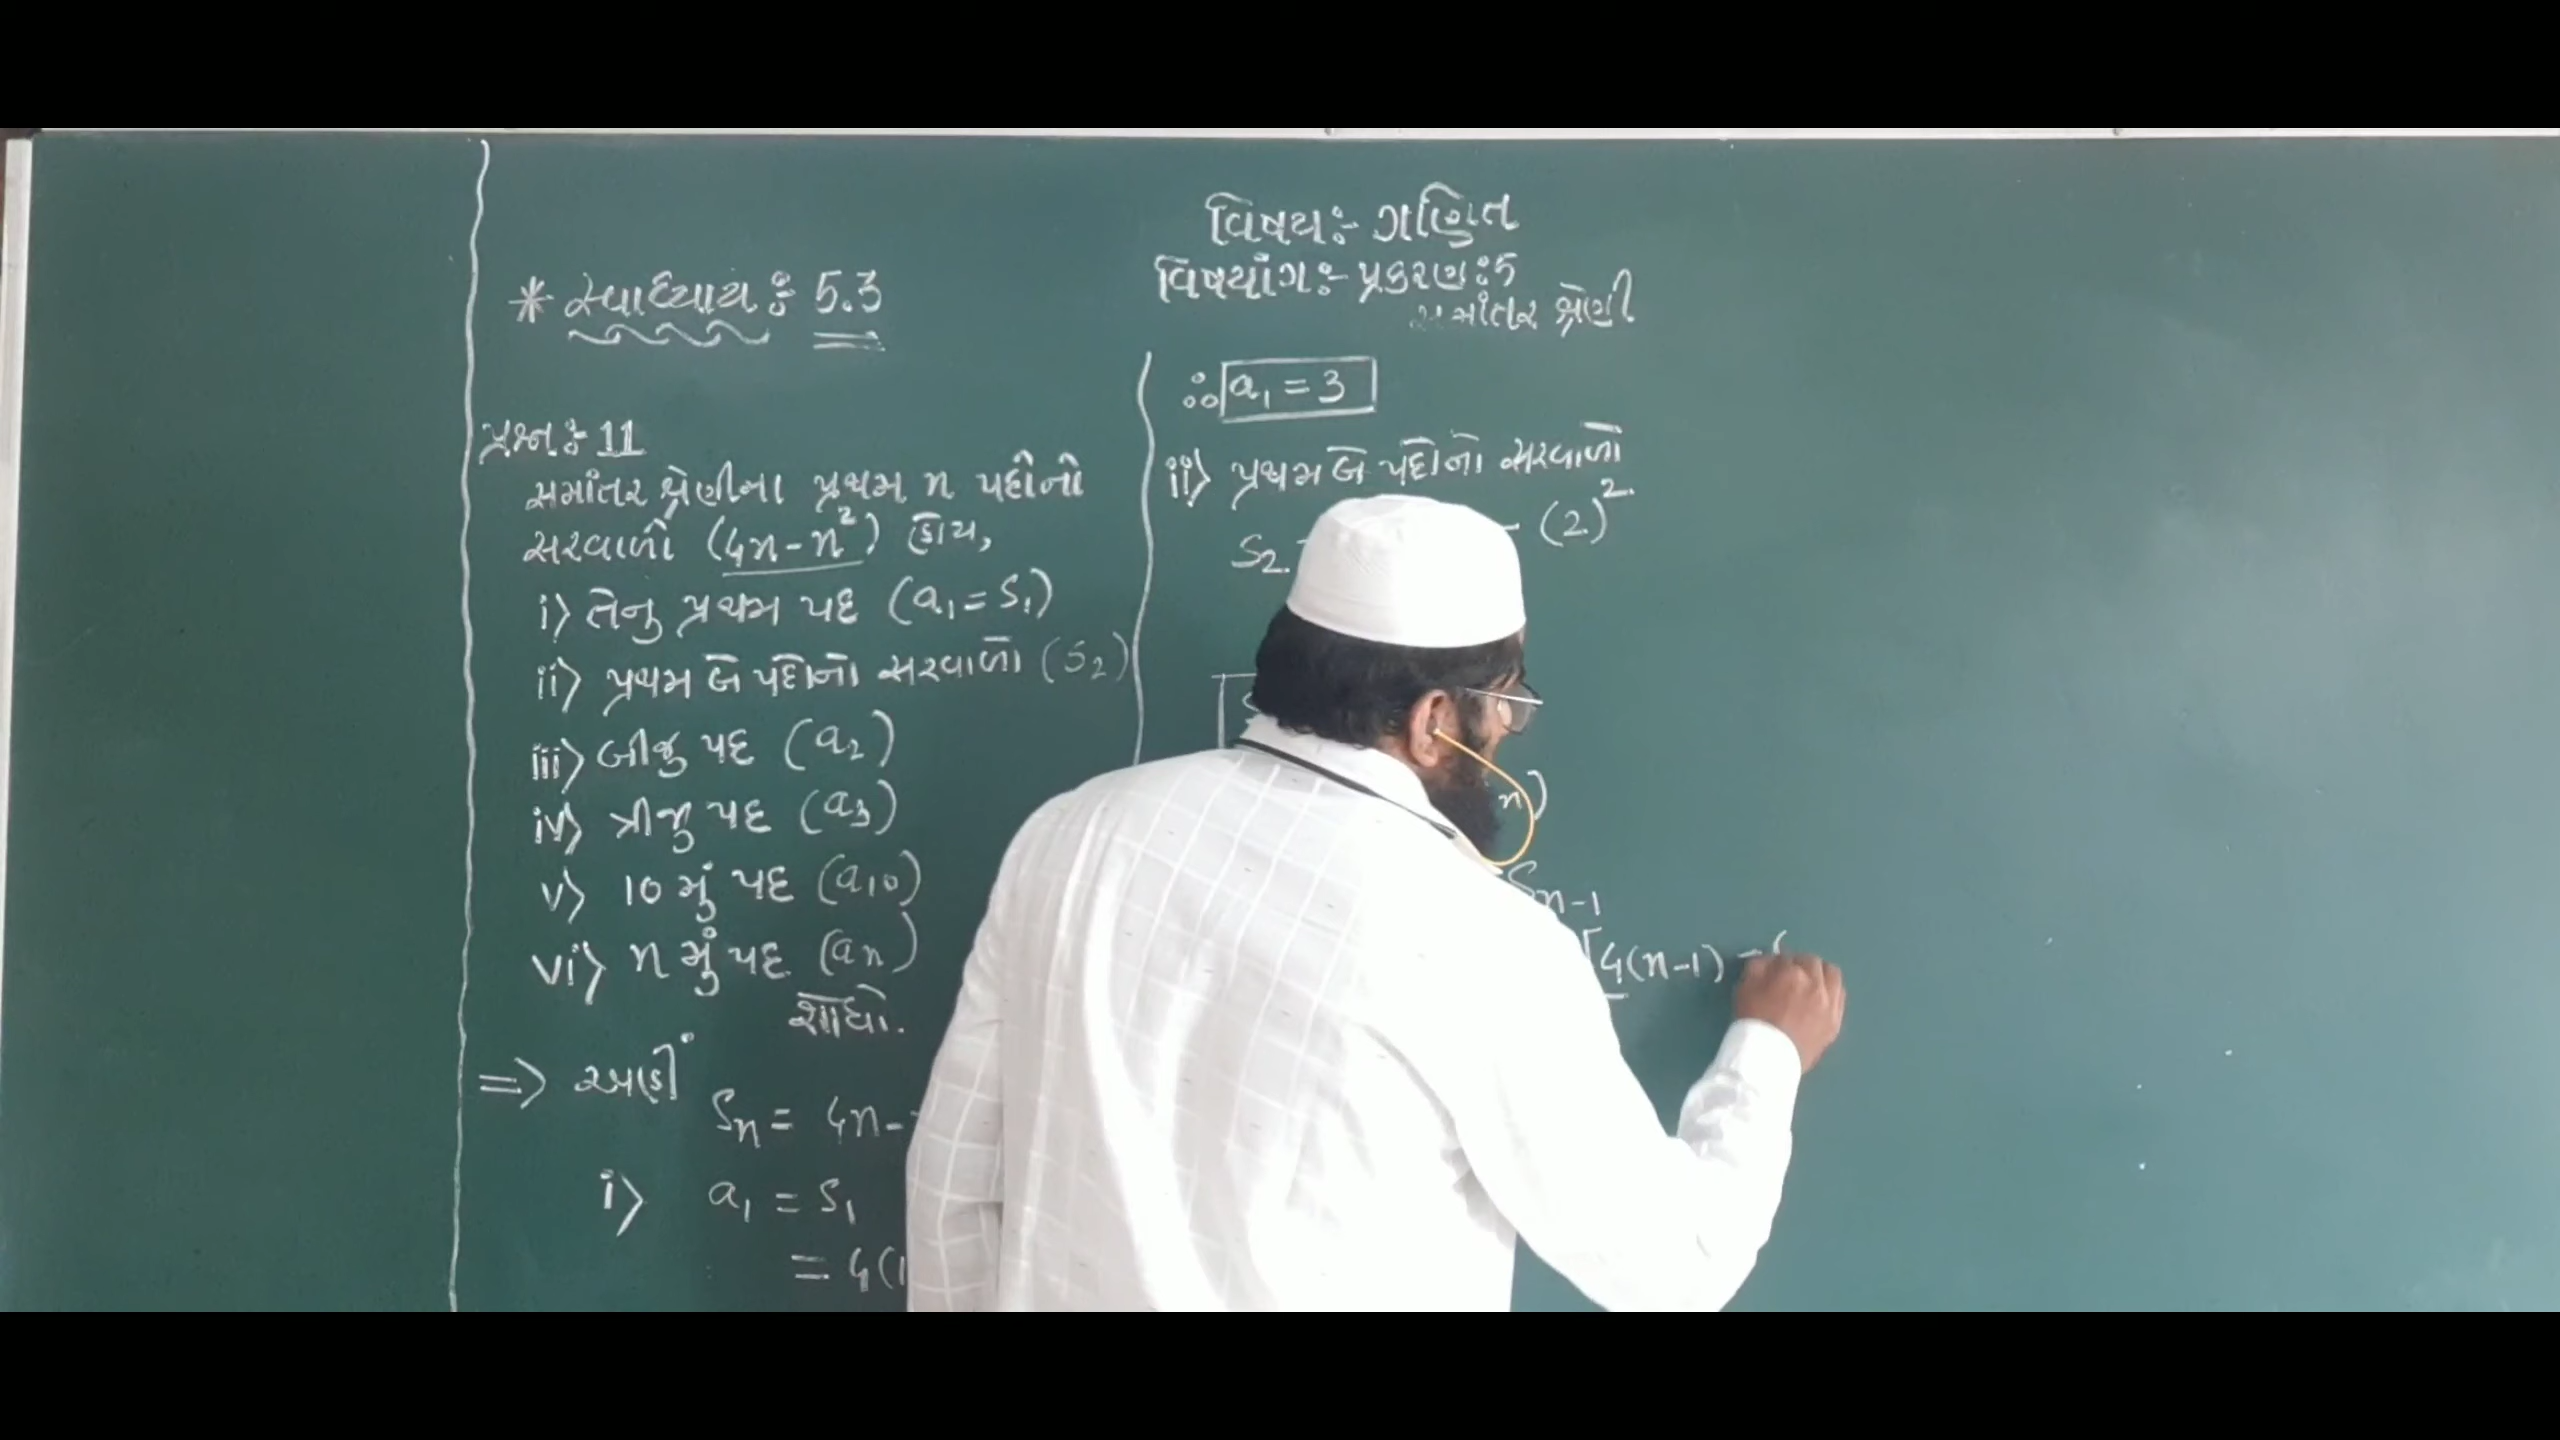 વિષય:- ગણિત
વિષયાંગ:- પ્રકરણ:5
સમાંતર શ્રેણી
* સ્વાધ્યાય : 5.3
પ્રશ્ન:- 11
સમાંતર શ્રેણીના પ્રથમ n પદોનો
સરવાળો (4n-n²) હોય,
i> તેનુ પ્રથમ પદ (a₁ = S₁)
ii> પ્રથમ બે પદોનો સરવાળો (S₂)
iii> બીજુ પદ (a₂)
iv> ત્રીજુ પદ (a₃)
v> 10 મું પદ (a₁₀)
vi> n મું પદ (aₙ)
શોધો.
=> અહીં
Sₙ = 4n-
i> a₁ = S₁
= 4(1
∴ a₁ = 3
ii> પ્રથમ બે પદોનો સરવાળો
S₂ - (2)²
n)
Sₙ₋₁
[4(n-1) - (